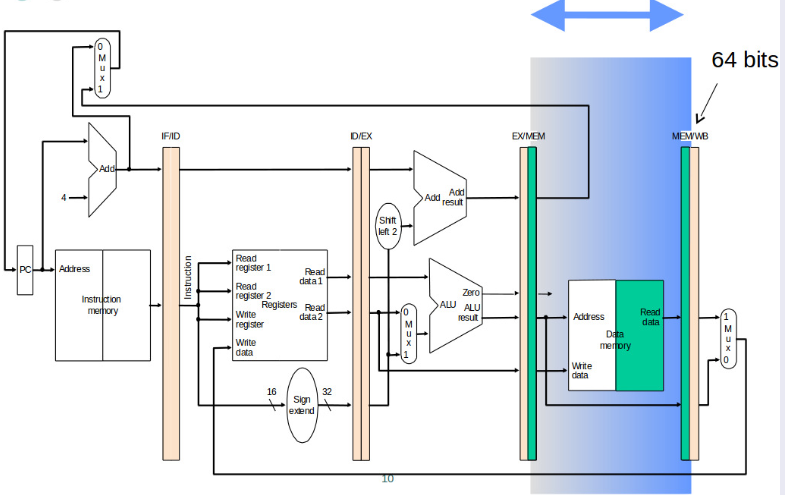 64 bits
0
M
u
x
1
IF/ID
ID/EX
EX/MEM
MEM/WB
Add
4
Add
Add
result
Shift
left 2
PC
Address
Instruction
memory
Instruction
Read
register 1
Read
register 2
Write
register
Write
data
Registers
Read
data 1
Read
data 2
0
M
u
x
1
Zero
ALU
ALU
result
Address
Data
memory
Write
data
Read
data
1
M
u
x
0
16
Sign
extend
32
10